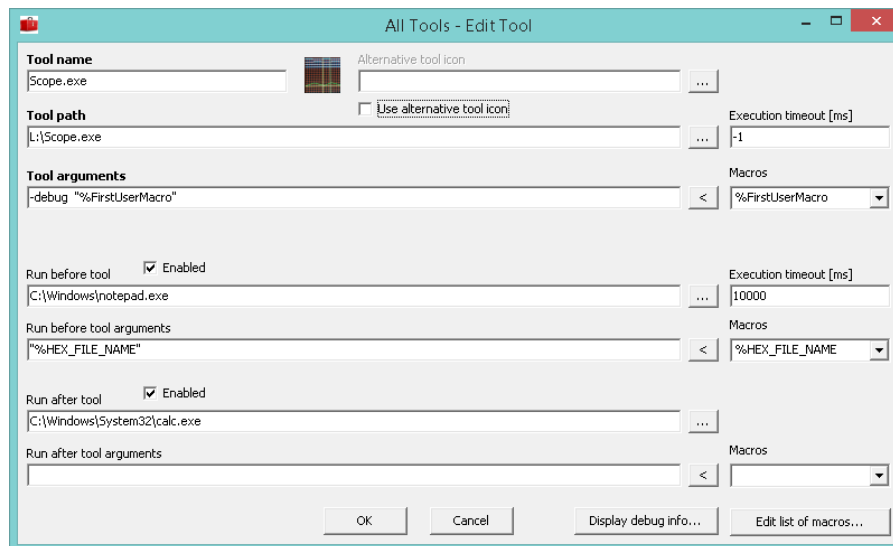 All Tools - Edit Tool
Tool name
Alternative tool icon
Scope.exe
...
Use alternative tool icon
Tool path
Execution timeout [ms]
L:\Scope.exe
...
-1
Tool arguments
Macros
-debug "%FirstUserMacro"
<
%FirstUserMacro
Run before tool
Enabled
Execution timeout [ms]
C:\Windows\notepad.exe
...
10000
Run before tool arguments
Macros
"%HEX_FILE_NAME"
<
%HEX_FILE_NAME
Run after tool
Enabled
C:\Windows\System32\calc.exe
...
Run after tool arguments
Macros
<
OK
Cancel
Display debug info...
Edit list of macros...